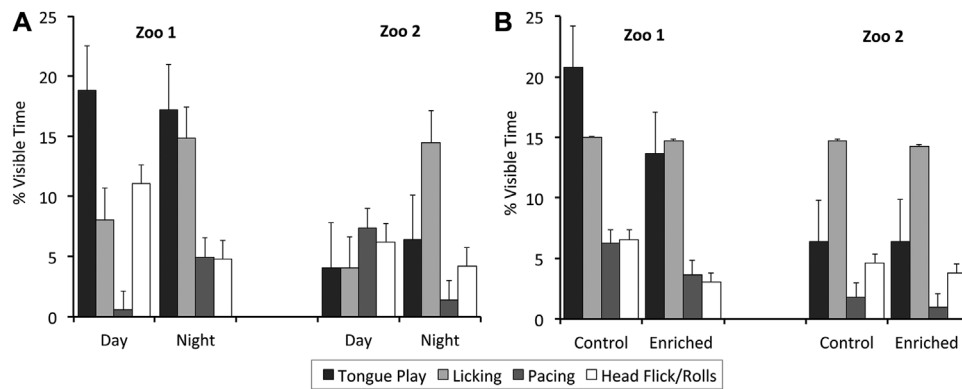 A
Zoo 1
Zoo 2
% Visible Time
25
20
15
10
5
0
Day
Night
Day
Night
B
Zoo 1
Zoo 2
% Visible Time
25
20
15
10
5
0
Control
Enriched
Control
Enriched
Tongue Play
Licking
Pacing
Head Flick/Rolls